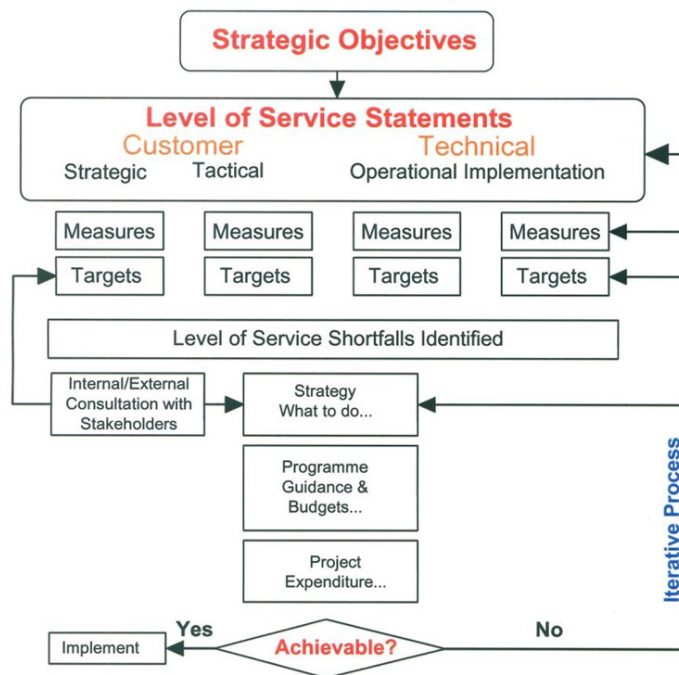 Strategic Objectives
Level of Service Statements
Customer Technical
Strategic Tactical Operational Implementation
Measures Measures Measures Measures
Targets Targets Targets Targets
Level of Service Shortfalls Identified
Internal/External
Consultation with
Stakeholders
Strategy
What to do...
Programme
Guidance &
Budgets...
Project
Expenditure...
Iterative Process
Achievable?
Yes
No
Implement